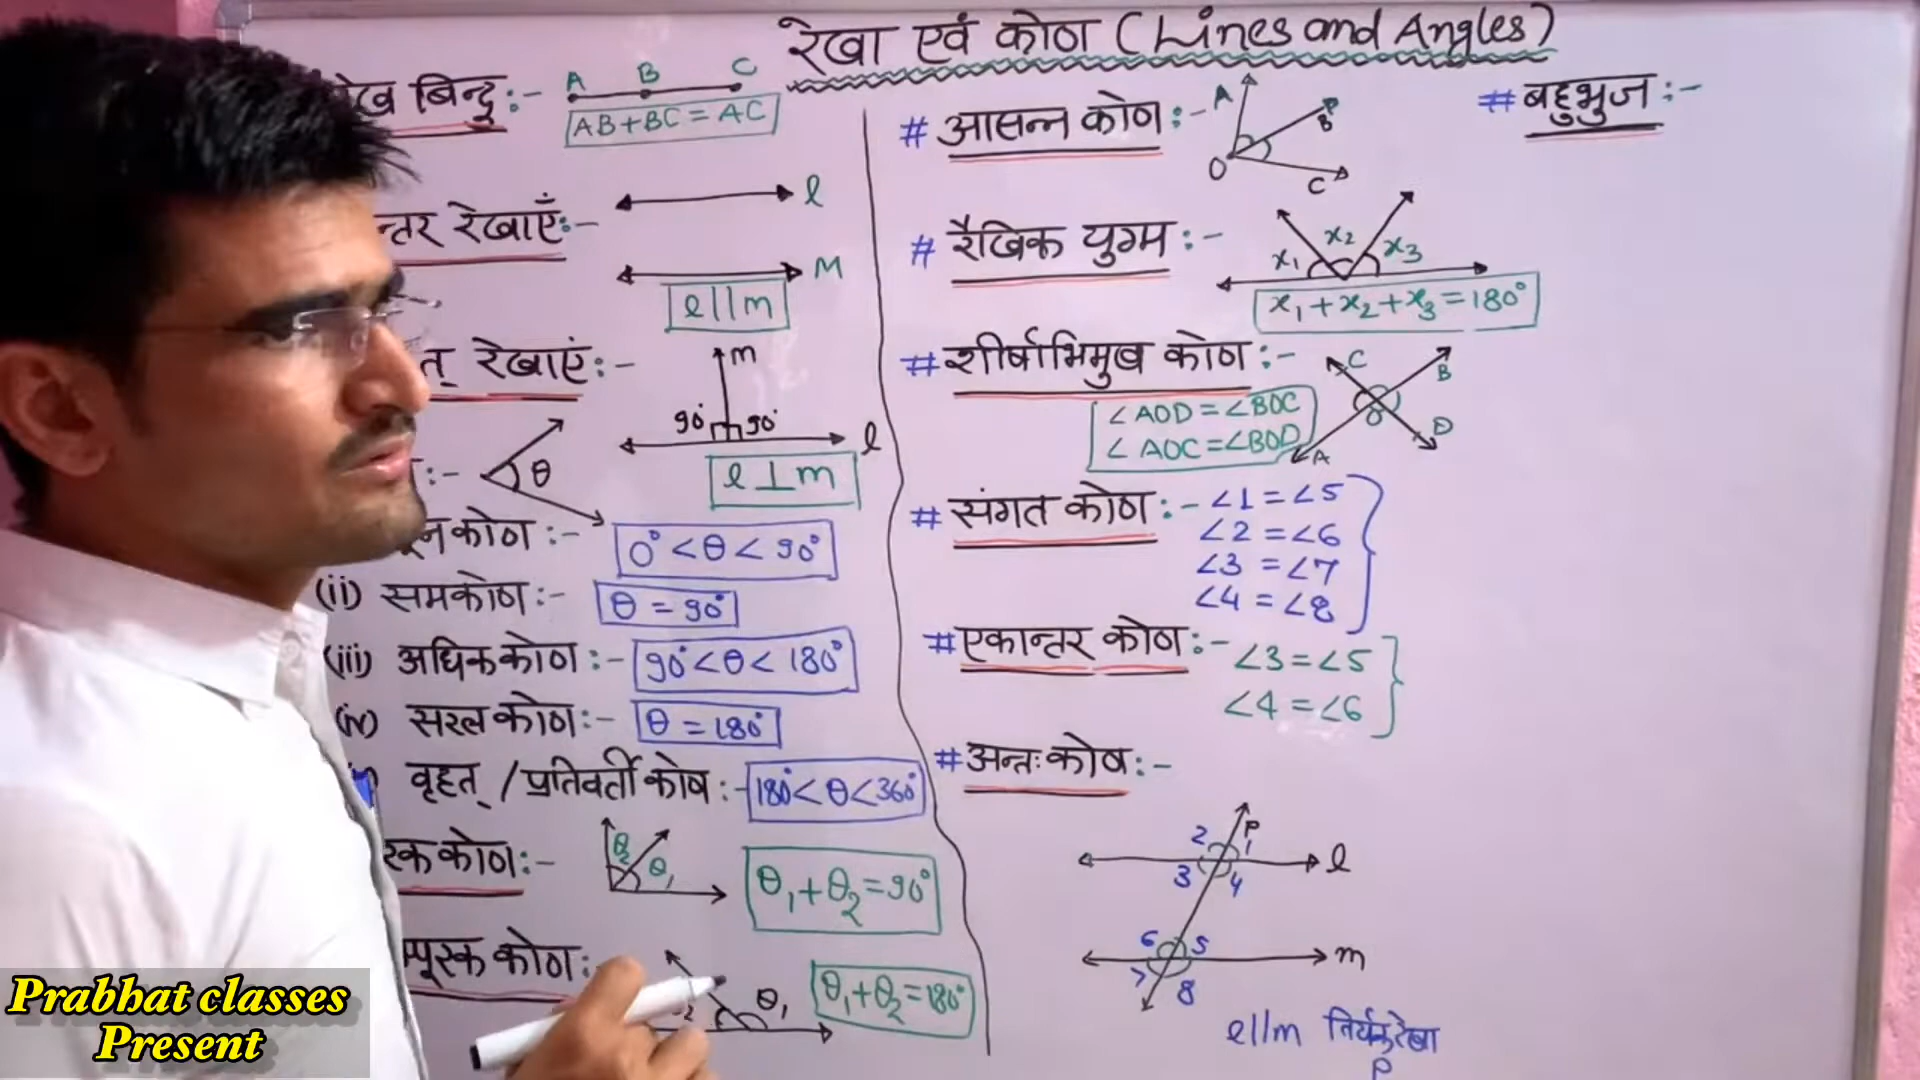 रेखा एवं कोण (Lines and Angles)
बिन्दु :-
A B C
AB+BC = AC
रेखाएँ:-
l
M
l||m
रेखाएं:-
m
90° 90°
l
l⊥m
:-
θ
कोण :-
0° < θ < 90°
(ii) समकोण:-
θ = 90°
(iii) अधिककोण :-
90° < θ < 180°
(iv) सरल कोण:-
θ = 180°
वृहत् / प्रतिवर्ती कोण :-
180° < θ < 360°
कोण:-
θ2 θ1
θ1+θ2=90°
कोण:-
2 θ1
θ1+θ2=180°
# आसन्न कोण :-
A B O C
# रैखिक युग्म :-
x1 x2 x3
x1+x2+x3=180°
# शीर्षाभिमुख कोण :-
C B O D A
∠AOD = ∠BOC
∠AOC = ∠BOD
# संगत कोण :- ∠1 = ∠5
∠2 = ∠6
∠3 = ∠7
∠4 = ∠8
# एकान्तर कोण :- ∠3 = ∠5
∠4 = ∠6
# अन्तः कोण :-
2 P 1
l
3 4
6 5
m
7 8
l||m तिर्यक रेखा
P
# बहुभुज :-
Prabhat classes
Present